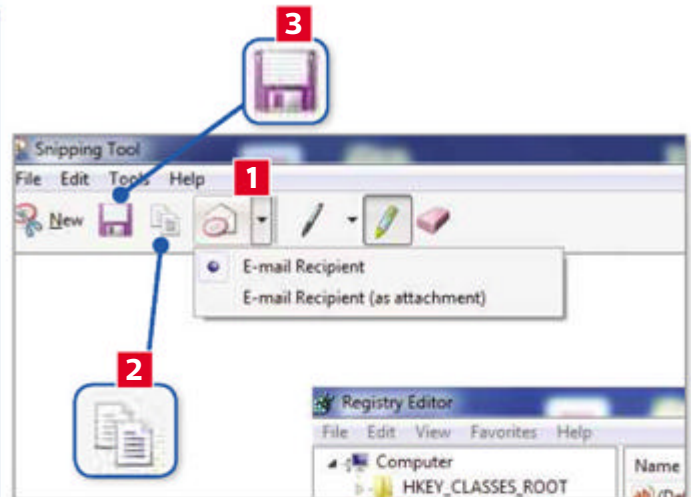 3
Snipping Tool
File Edit Tools Help
1
New
E-mail Recipient
E-mail Recipient (as attachment)
2
Registry Editor
File Edit View Favorites Help
Computer
Name
HKEY_CLASSES_ROOT
ab